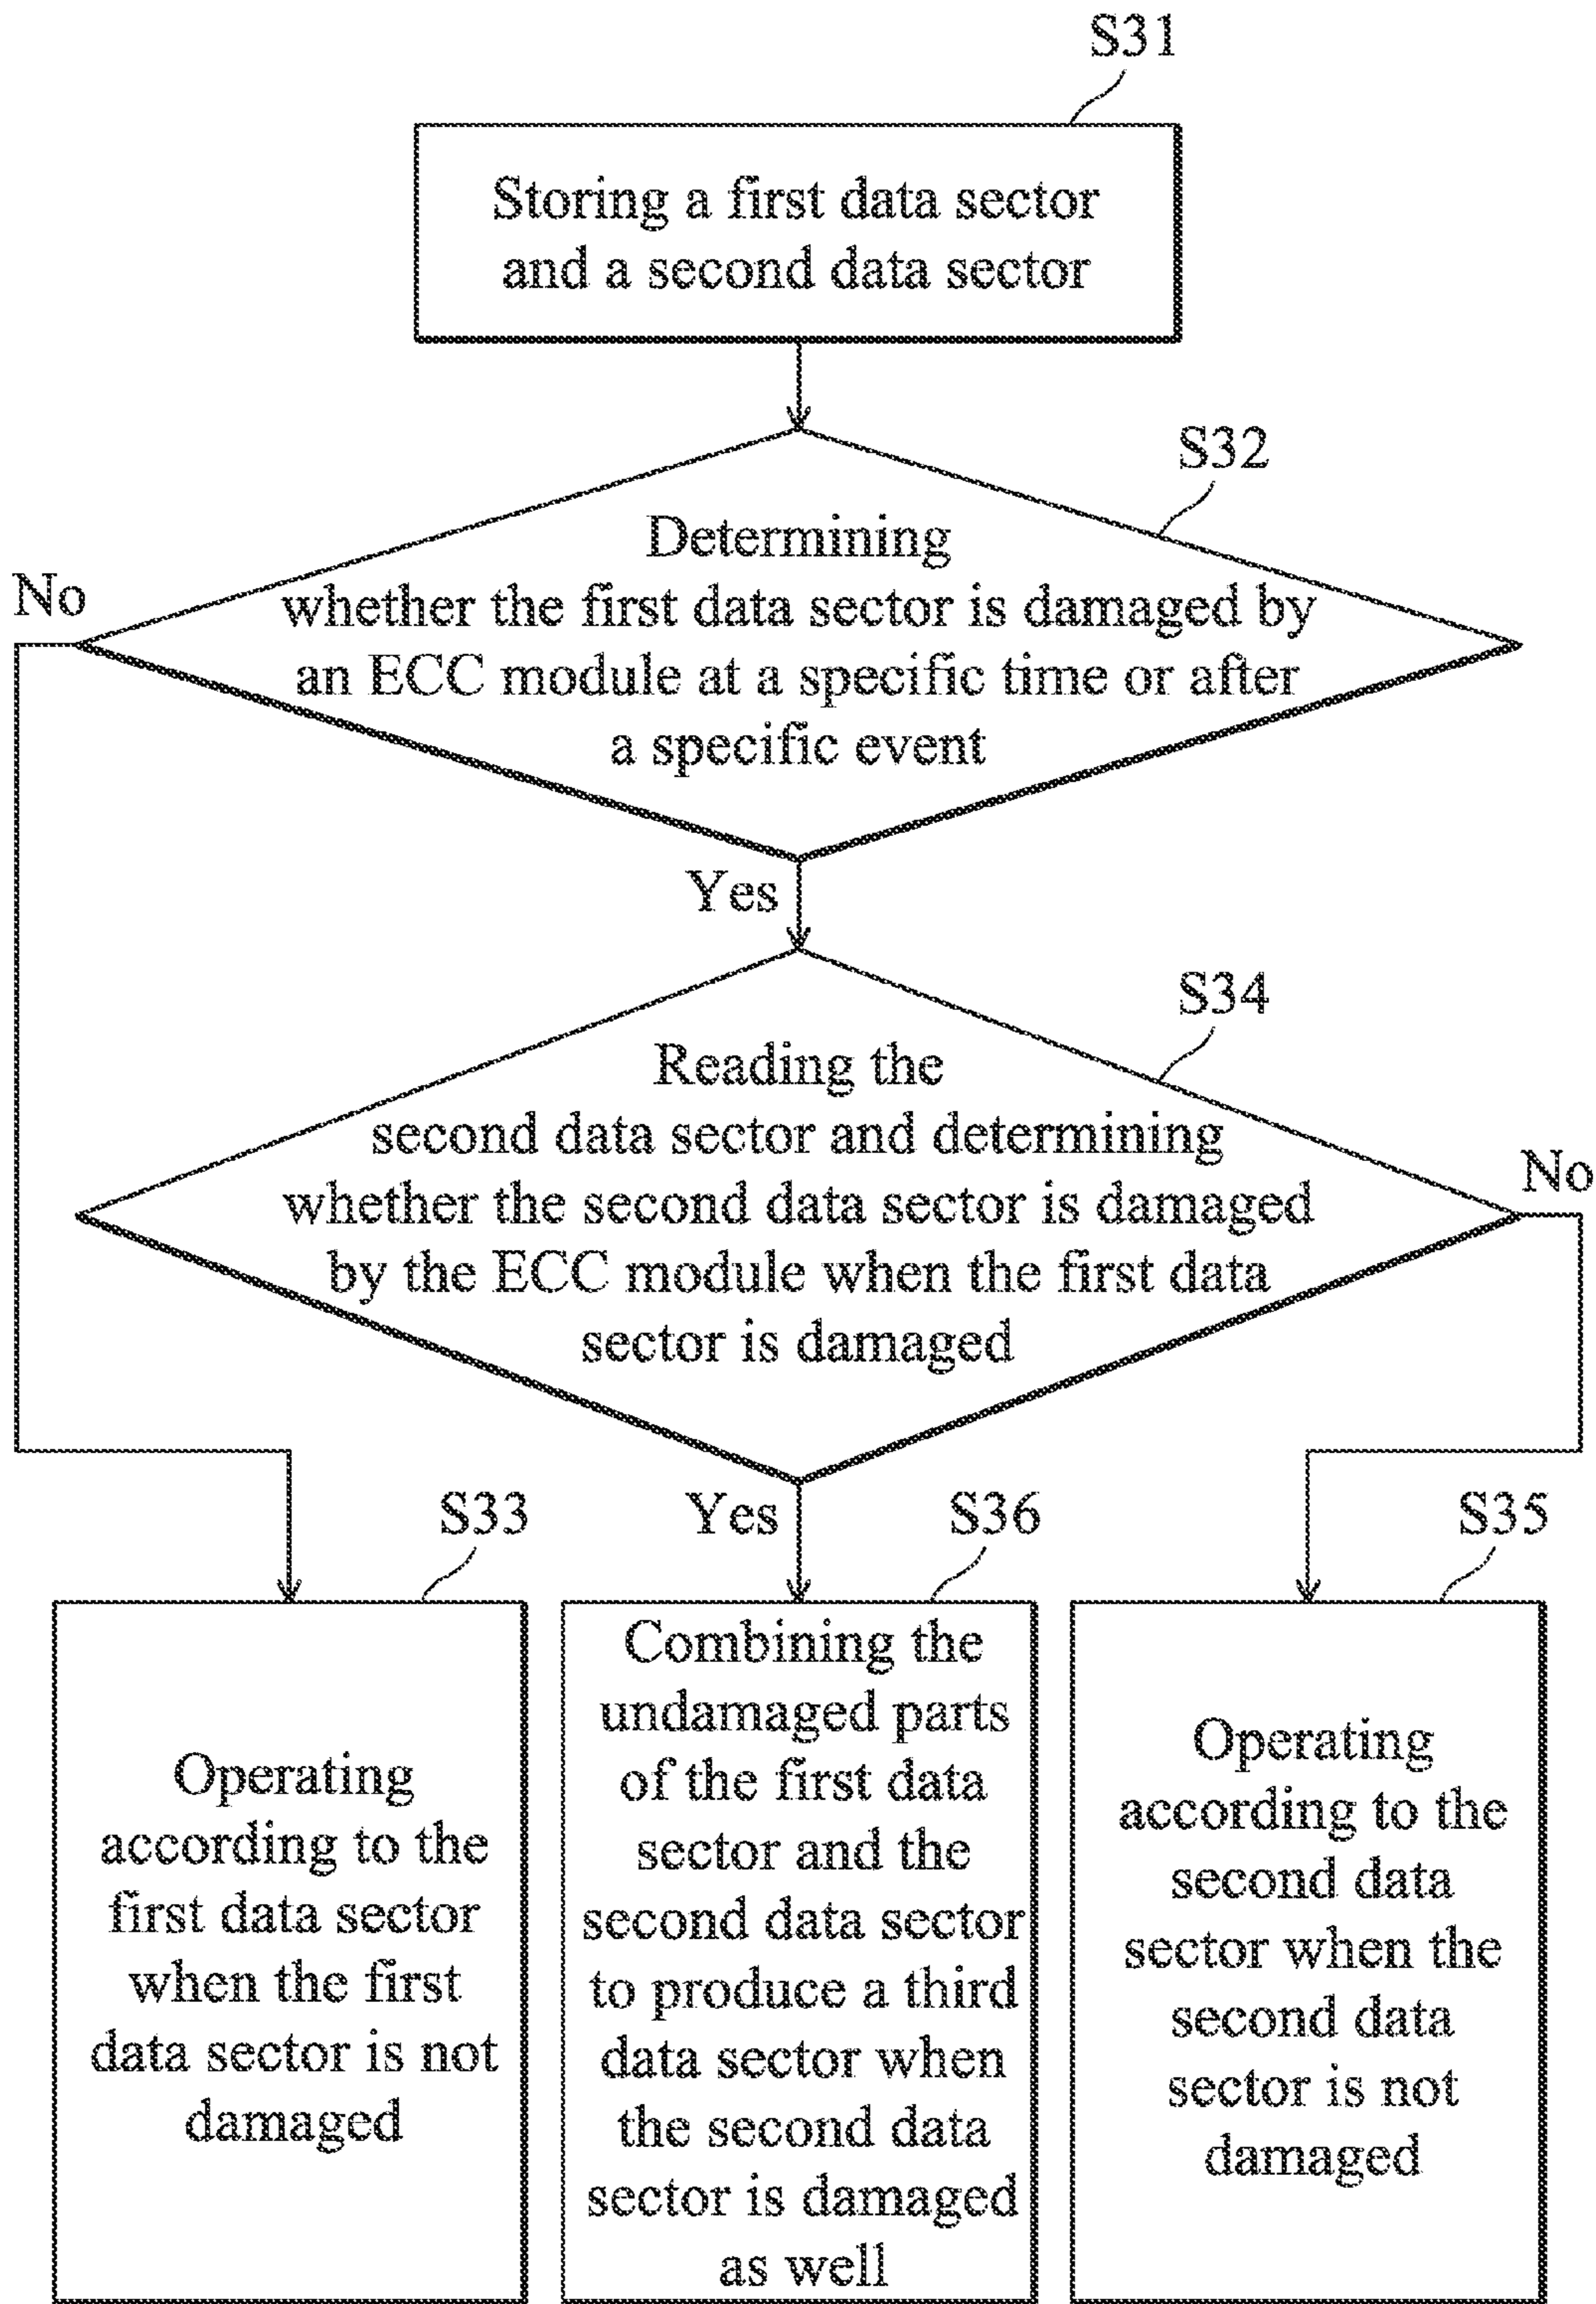 S31
Storing a first data sector
and a second data sector
S32
Determining
whether the first data sector is damaged by
an ECC module at a specific time or after
a specific event
No
Yes
S34
Reading the
second data sector and determining
whether the second data sector is damaged
by the ECC module when the first data
sector is damaged
No
Yes
S33
Operating
according to the
first data sector
when the first
data sector is not
damaged
S36
Combining the
undamaged parts
of the first data
sector and the
second data sector
to produce a third
data sector when
the second data
sector is damaged
as well
S35
Operating
according to the
second data
sector when the
second data
sector is not
damaged